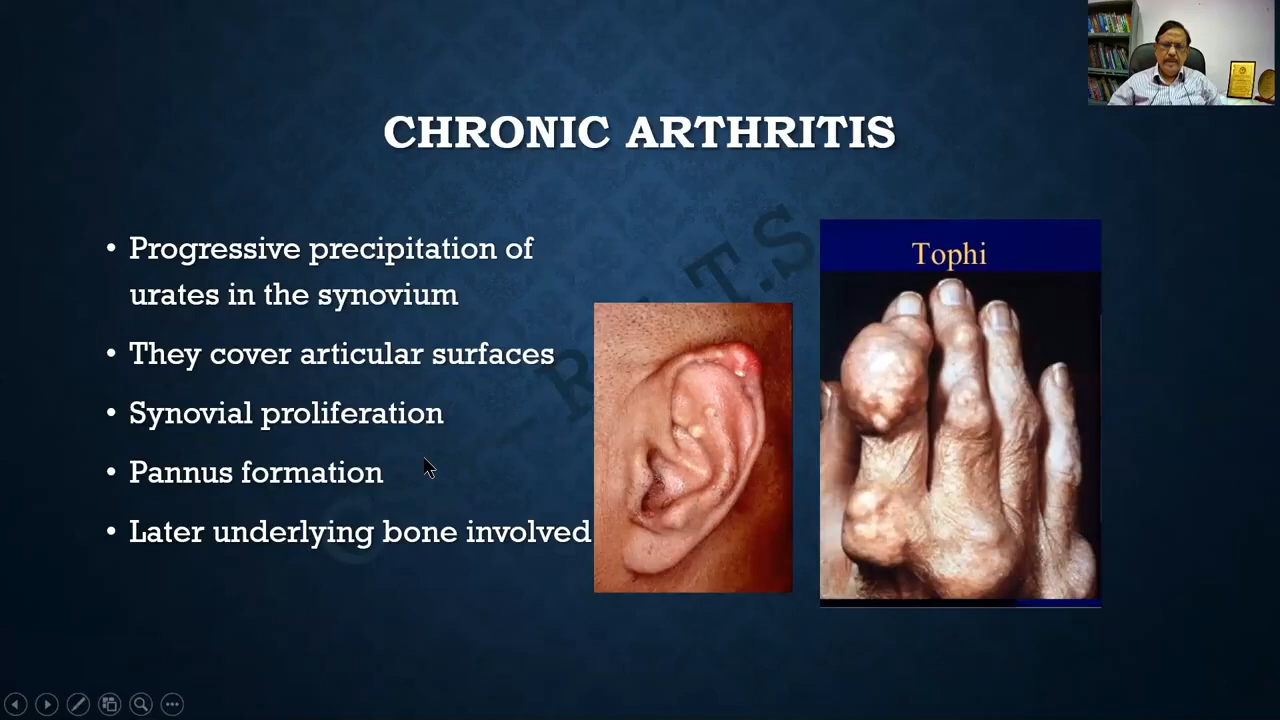 CHRONIC ARTHRITIS
• Progressive precipitation of
urates in the synovium
• They cover articular surfaces
• Synovial proliferation
• Pannus formation
• Later underlying bone involved
Tophi